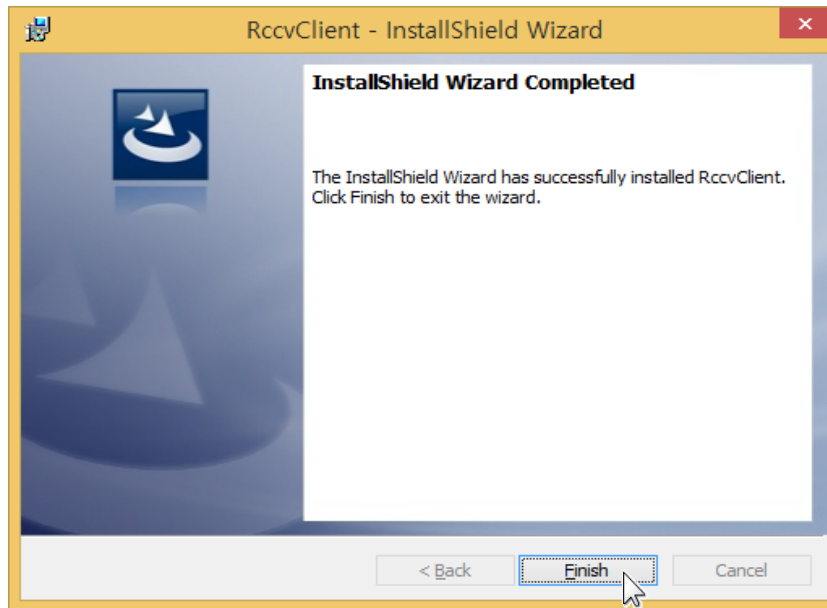 RccvClient - InstallShield Wizard
InstallShield Wizard Completed
The InstallShield Wizard has successfully installed RccvClient.
Click Finish to exit the wizard.
< Back
Finish
Cancel